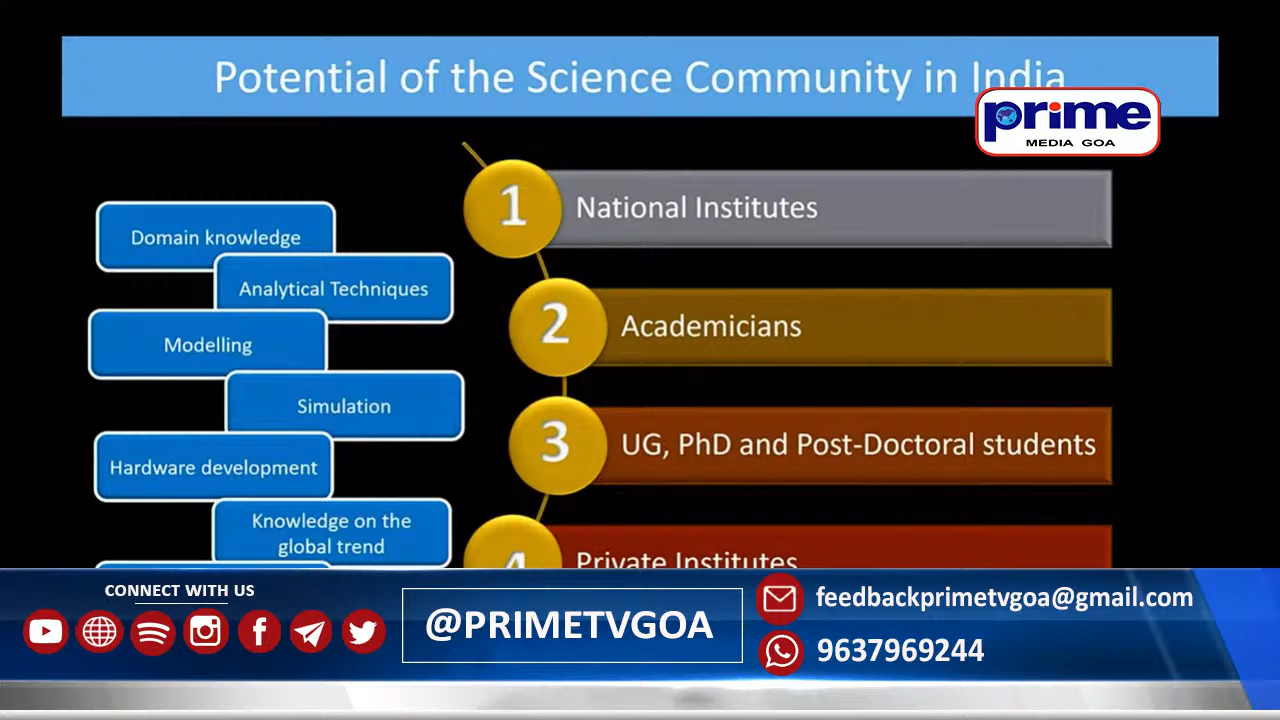 Potential of the Science Community in India
prime
MEDIA GOA
Domain knowledge
Analytical Techniques
Modelling
Simulation
Hardware development
Knowledge on the
global trend
1
National Institutes
2
Academicians
3
UG, PhD and Post-Doctoral students
4
Private Institutes
CONNECT WITH US
@PRIMETVGOA
feedbackprimetvgoa@gmail.com
9637969244